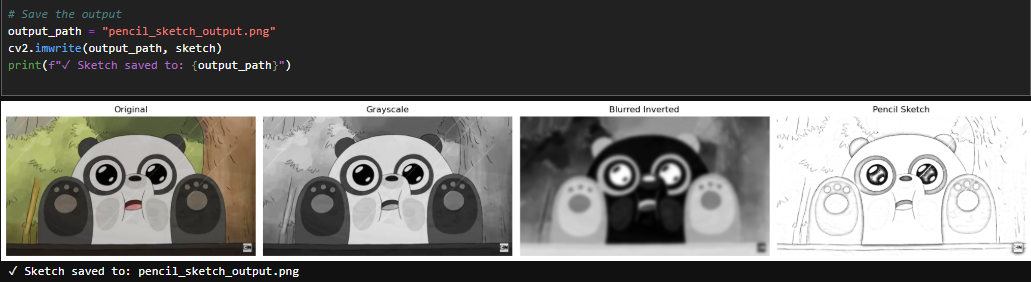 # Save the output
output_path = "pencil_sketch_output.png"
cv2.imwrite(output_path, sketch)
print(f"✓ Sketch saved to: {output_path}")
Original Grayscale Blurred Inverted Pencil Sketch
✓ Sketch saved to: pencil_sketch_output.png